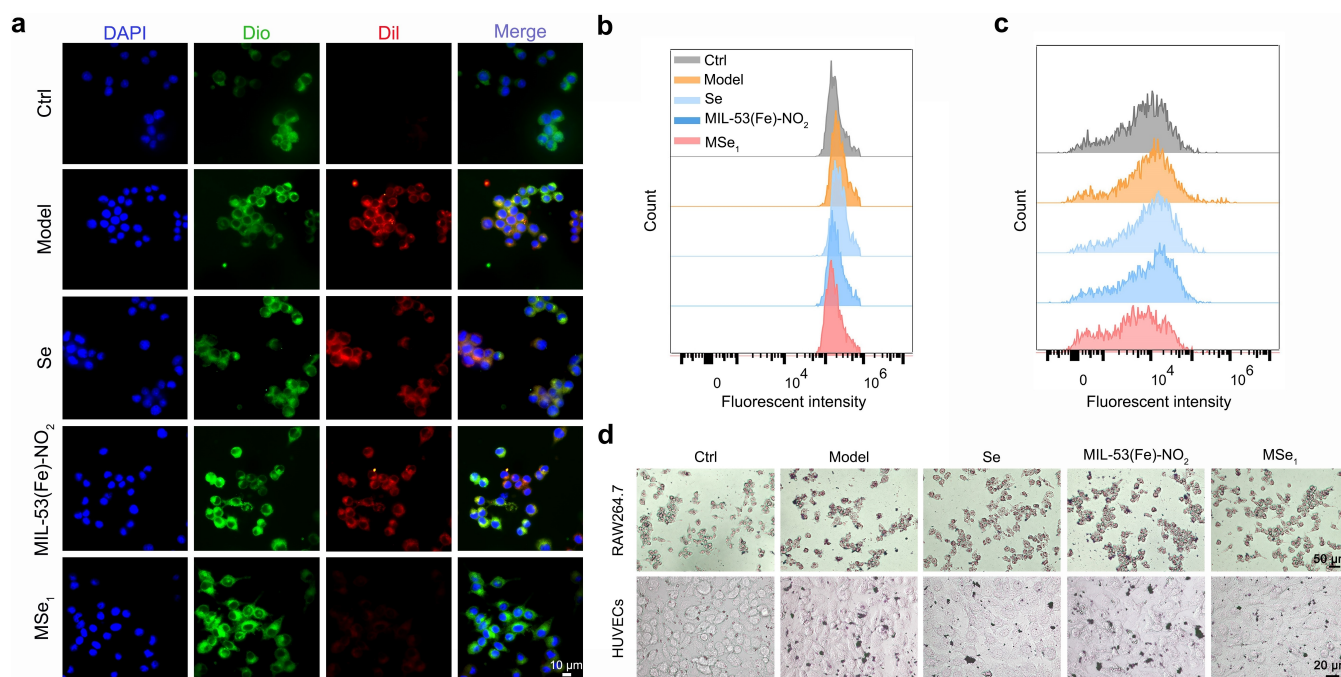 a
DAPI Dio Dil Merge
Ctrl
Model
Se
MIL-53(Fe)-NO2
MSe1
10 µm
b
Ctrl
Model
Se
MIL-53(Fe)-NO2
MSe1
Count
0 10^4 10^6
Fluorescent intensity
c
Count
0 10^4 10^6
Fluorescent intensity
d
Ctrl Model Se MIL-53(Fe)-NO2 MSe1
RAW264.7
50 µ
HUVECs
20 µ